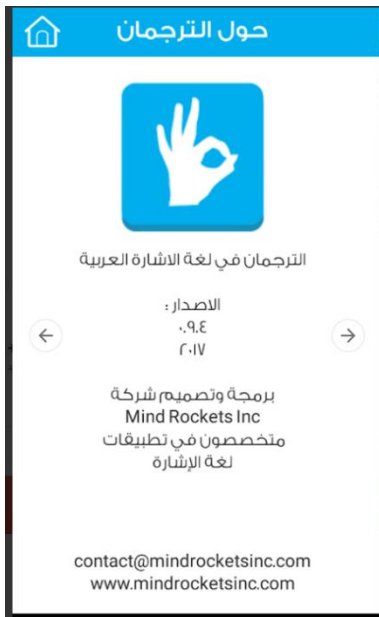 حول الترجمان
الترجمان في لغة الاشارة العربية
الاصدار :
٠.٩.٤
٢٠١٧
برمجة وتصميم شركة
Mind Rockets Inc
متخصصون في تطبيقات
لغة الإشارة
contact@mindrocketsinc.com
www.mindrocketsinc.com